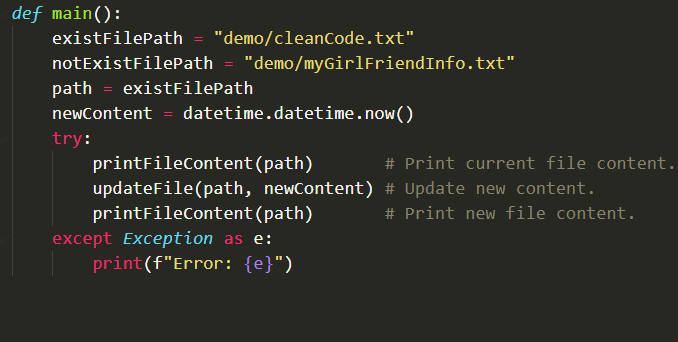 def main():
    existFilePath = "demo/cleanCode.txt"
    notExistFilePath = "demo/myGirlFriendInfo.txt"
    path = existFilePath
    newContent = datetime.datetime.now()
    try:
        printFileContent(path)       # Print current file content.
        updateFile(path, newContent) # Update new content.
        printFileContent(path)       # Print new file content.
    except Exception as e:
        print(f"Error: {e}")